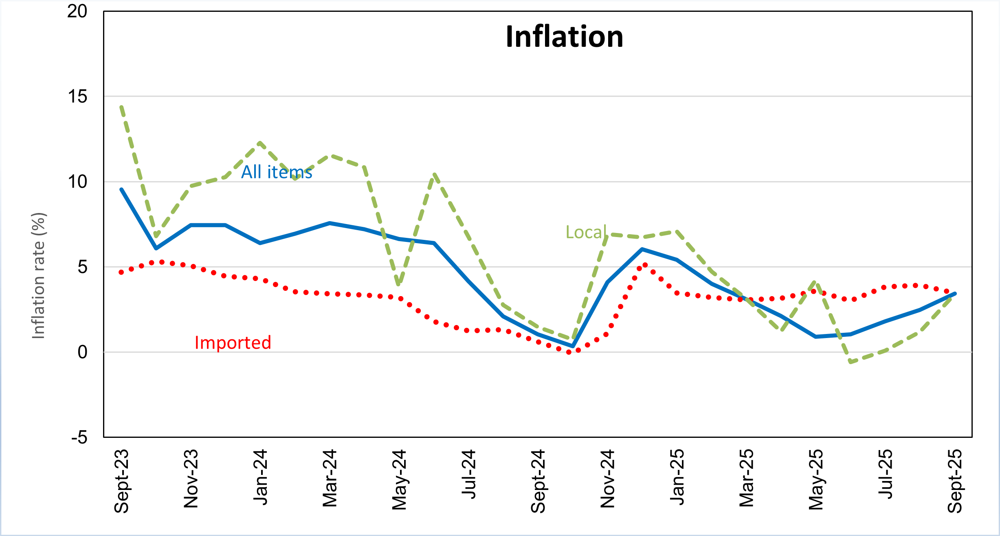 Inflation
20
15
10
5
0
-5
Inflation rate (%)
All items
Local
Imported
Sept-23
Nov-23
Jan-24
Mar-24
May-24
Jul-24
Sept-24
Nov-24
Jan-25
Mar-25
May-25
Jul-25
Sept-25